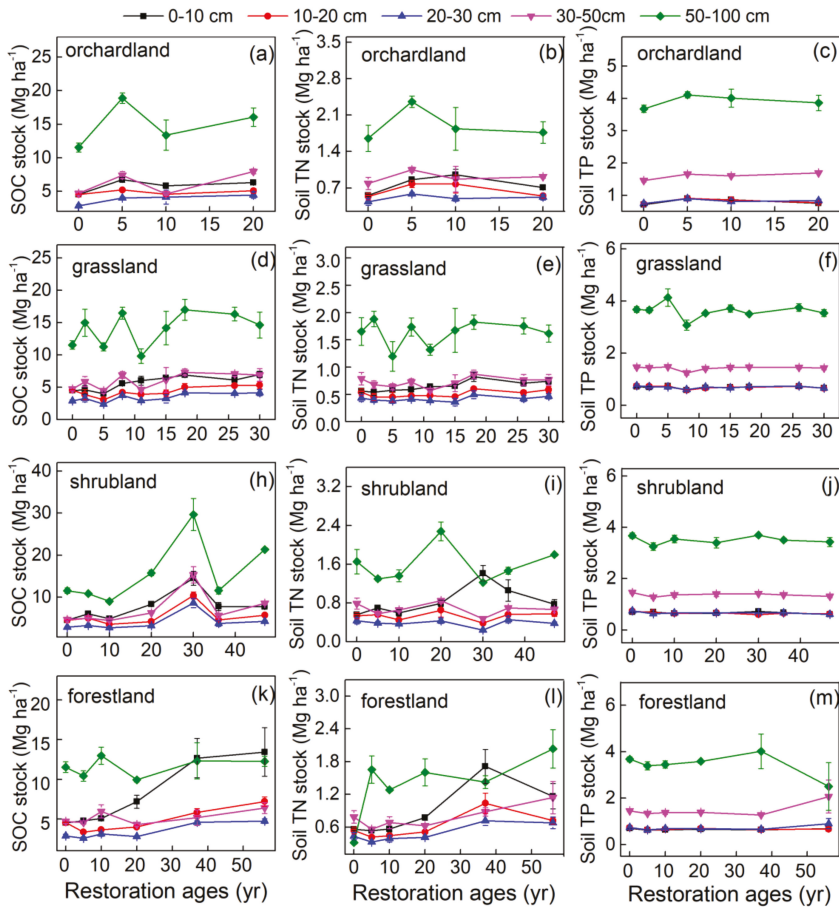 0-10 cm 10-20 cm 20-30 cm 30-50cm 50-100 cm
orchardland (a)
SOC stock (Mg ha⁻¹)
25
20
15
10
5
0 5 10 15 20
orchardland (b)
Soil TN stock (Mg ha⁻¹)
3.5
2.8
2.1
1.4
0.7
0 5 10 15 20
orchardland (c)
Soil TP stock (Mg ha⁻¹)
6
4
2
1
0
0 5 10 15 20
grassland (d)
SOC stock (Mg ha⁻¹)
25
20
15
10
5
0
0 5 10 15 20 25 30
grassland (e)
Soil TN stock (Mg ha⁻¹)
3.0
2.5
2.0
1.5
1.0
0.5
0.0
0 5 10 15 20 25 30
grassland (f)
Soil TP stock (Mg ha⁻¹)
6
4
2
0
0 5 10 15 20 25 30
shrubland (h)
SOC stock (Mg ha⁻¹)
40
30
20
10
0 10 20 30 40
shrubland (i)
Soil TN stock (Mg ha⁻¹)
3.2
2.4
1.6
0.8
0.0
0 10 20 30 40
shrubland (j)
Soil TP stock (Mg ha⁻¹)
6
4
2
0
0 10 20 30 40
forestland (k)
SOC stock (Mg ha⁻¹)
20
15
10
5
0 10 20 30 40 50
Restoration ages (yr)
forestland (l)
Soil TN stock (Mg ha⁻¹)
3.0
2.4
1.8
1.2
0.6
0 10 20 30 40 50
Restoration ages (yr)
forestland (m)
Soil TP stock (Mg ha⁻¹)
6
4
2
0
0 10 20 30 40 50
Restoration ages (yr)